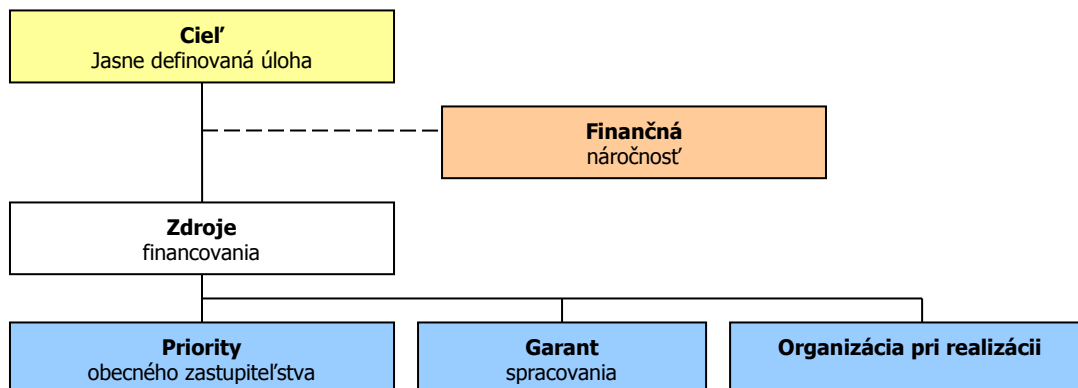 Cieľ
Jasne definovaná úloha
Finančná
náročnosť
Zdroje
financovania
Priority
obecného zastupiteľstva
Garant
spracovania
Organizácia pri realizácii